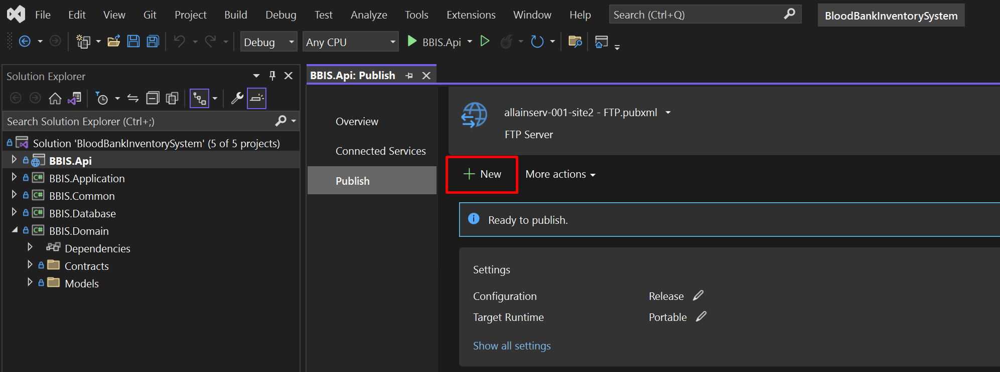 File Edit View Git Project Build Debug Test Analyze Tools Extensions Window Help Search (Ctrl+Q) BloodBankInventorySystem
Debug Any CPU BBIS.Api
Solution Explorer
Search Solution Explorer (Ctrl+;)
Solution 'BloodBankInventorySystem' (5 of 5 projects)
BBIS.Api
C# BBIS.Application
C# BBIS.Common
C# BBIS.Database
C# BBIS.Domain
Dependencies
Contracts
Models
BBIS.Api: Publish
Overview
Connected Services
Publish
allainserv-001-site2 - FTP.pubxml
FTP Server
New More actions
Ready to publish.
Settings
Configuration Release
Target Runtime Portable
Show all settings